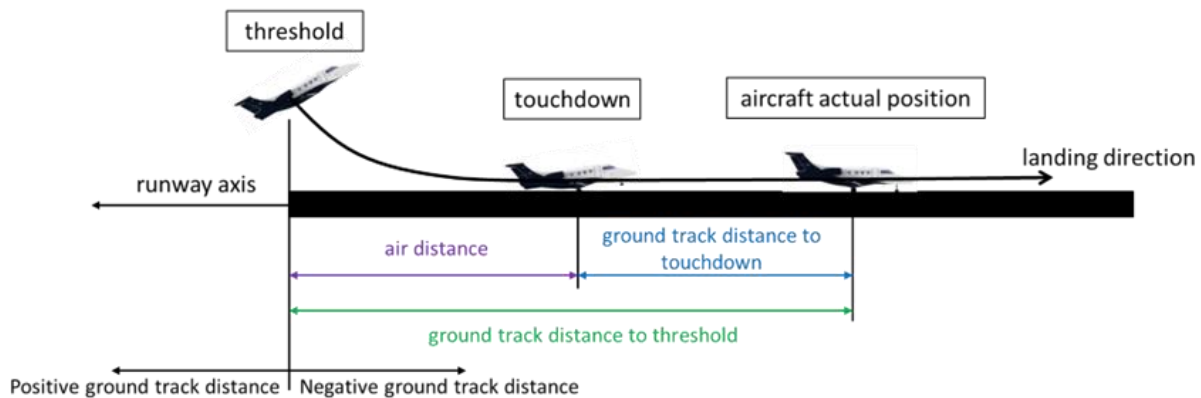 threshold
touchdown
aircraft actual position
landing direction
runway axis
air distance
ground track distance to
touchdown
ground track distance to threshold
Positive ground track distance
Negative ground track distance